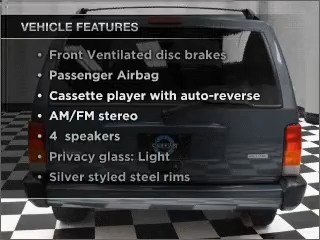 VEHICLE FEATURES
• Front Ventilated disc brakes
• Passenger Airbag
• Cassette player with auto-reverse
• AM/FM stereo
• 4 speakers
• Privacy glass: Light
• Silver styled steel rims